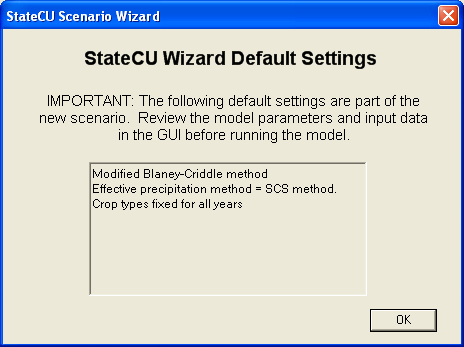 StateCU Scenario Wizard
StateCU Wizard Default Settings
IMPORTANT: The following default settings are part of the
new scenario. Review the model parameters and input data
in the GUI before running the model.
Modified Blaney-Criddle method
Effective precipitation method = SCS method.
Crop types fixed for all years
OK